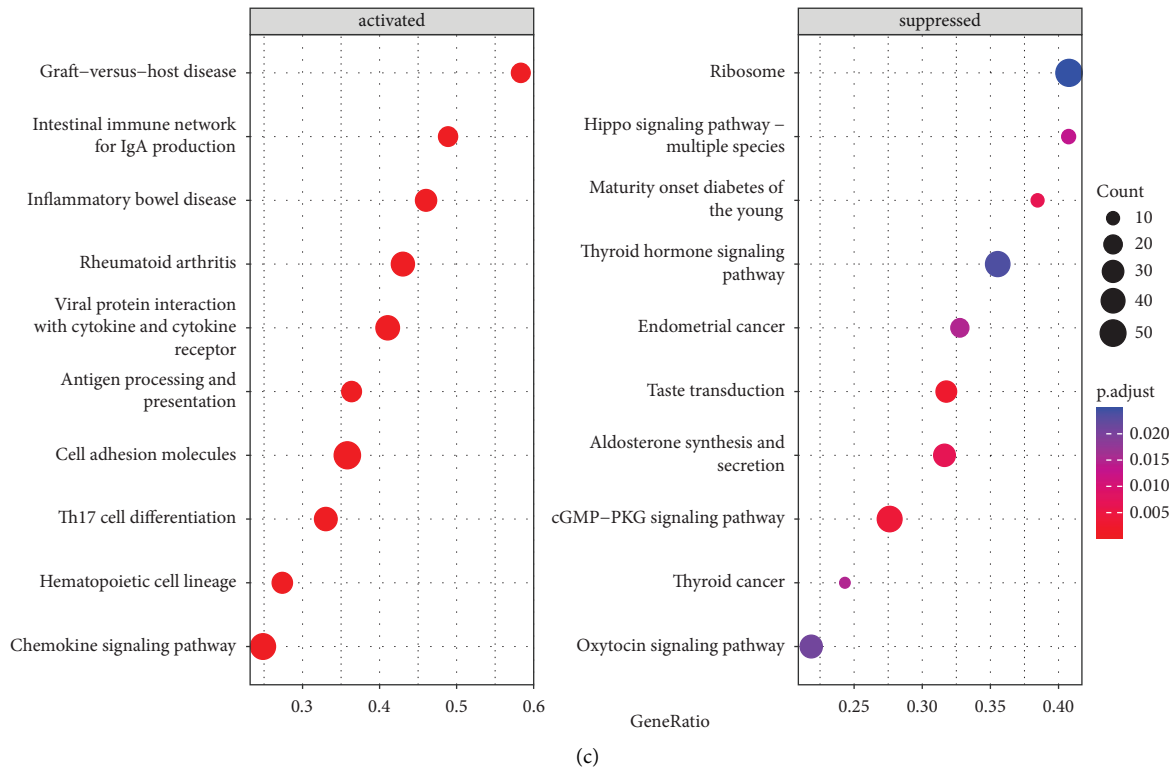 activated
Graft−versus−host disease
Intestinal immune network
for IgA production
Inflammatory bowel disease
Rheumatoid arthritis
Viral protein interaction
with cytokine and cytokine
receptor
Antigen processing and
presentation
Cell adhesion molecules
Th17 cell differentiation
Hematopoietic cell lineage
Chemokine signaling pathway
0.3 0.4 0.5 0.6
suppressed
Ribosome
Hippo signaling pathway −
multiple species
Maturity onset diabetes of
the young
Thyroid hormone signaling
pathway
Endometrial cancer
Taste transduction
Aldosterone synthesis and
secretion
cGMP−PKG signaling pathway
Thyroid cancer
Oxytocin signaling pathway
0.25 0.30 0.35 0.40
GeneRatio
Count
10
20
30
40
50
p.adjust
0.020
0.015
0.010
0.005
(c)